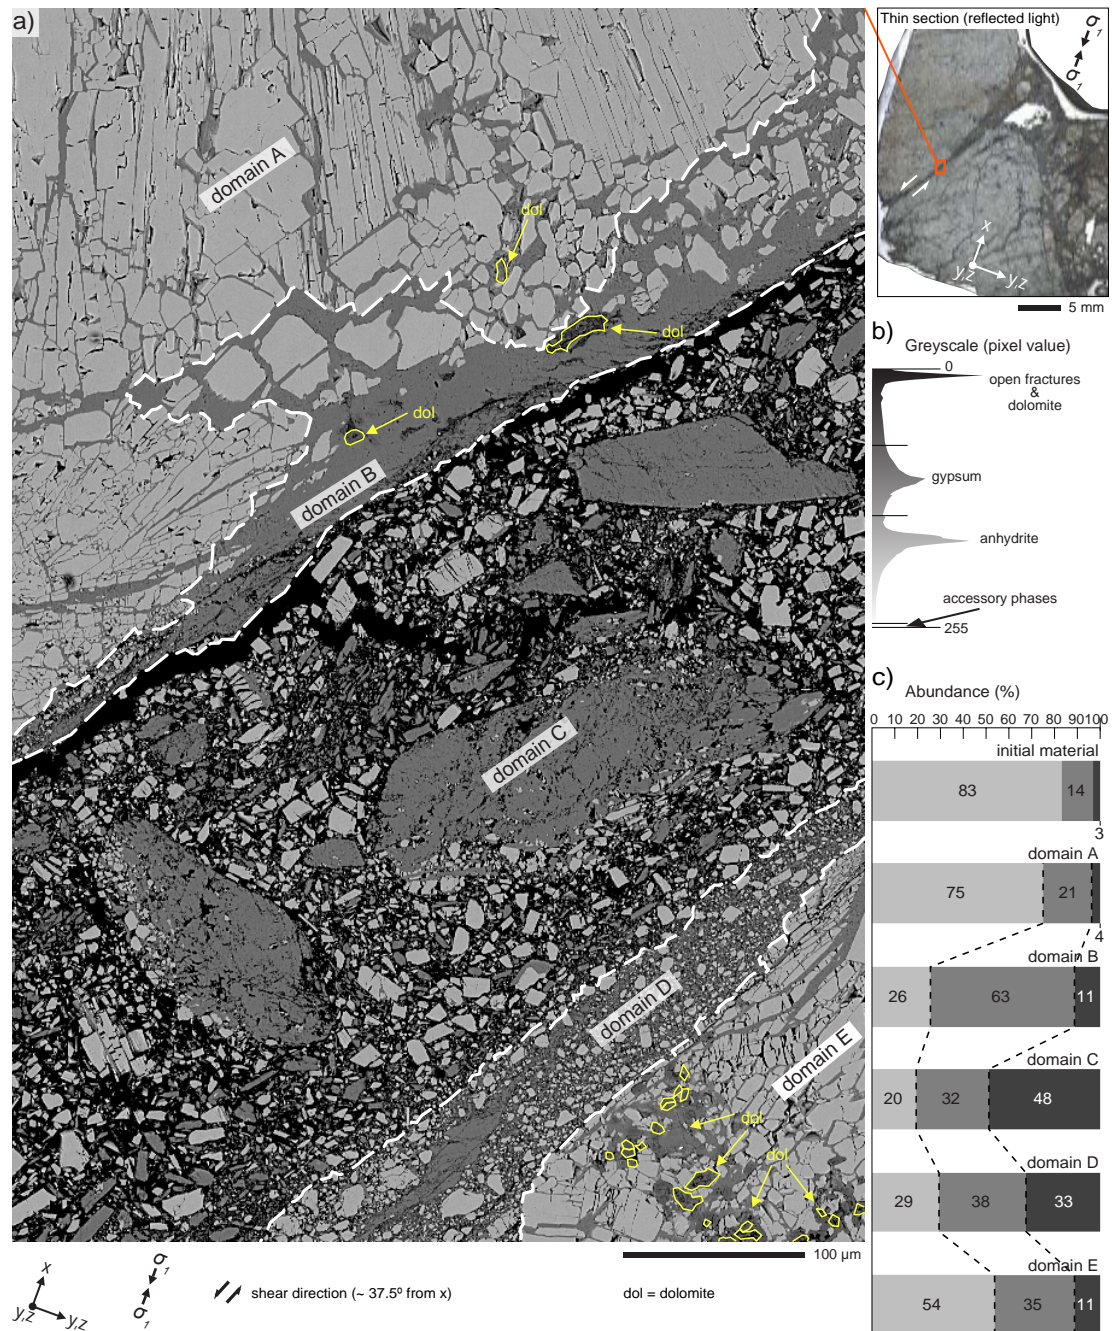 a)
domain A
dol
dol
dol
domain B
domain C
domain D
domain E
dol
dol
100 µm
x
y,z
y,z
σ1
σ1
shear direction (~ 37.5º from x)
dol = dolomite
Thin section (reflected light)
σ1
σ1
x
y,z
y,z
5 mm
b)
Greyscale (pixel value)
0
open fractures
&
dolomite
gypsum
anhydrite
accessory phases
255
c)
Abundance (%)
0 10 20 30 40 50 60 70 80 90 100
initial material
83 14
3
domain A
75 21
4
domain B
26 63 11
domain C
20 32 48
domain D
29 38 33
domain E
54 35 11